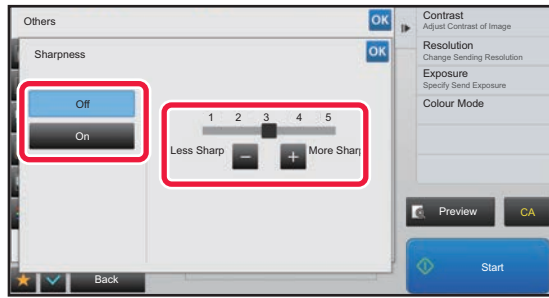 Others
OK
Sharpness
OK
Off
On
1 2 3 4 5
Less Sharp
More Sharp
Back
Contrast
Adjust Contrast of Image
Resolution
Change Sending Resolution
Exposure
Specify Send Exposure
Colour Mode
Preview
CA
Start